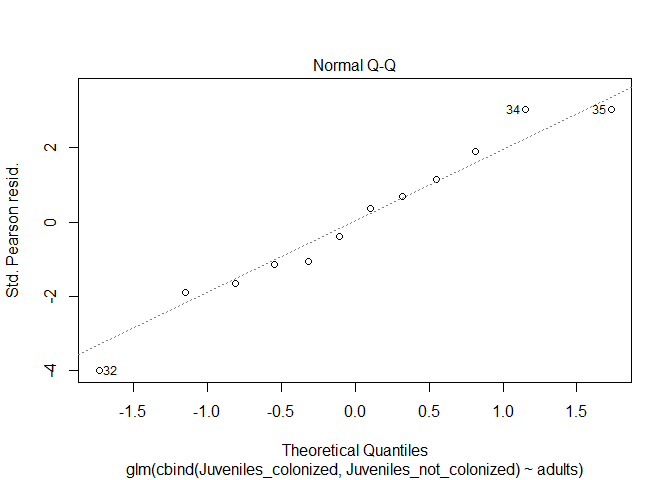 Normal Q-Q
34
35
2
0
-2
-4
32
Std. Pearson resid.
-1.5 -1.0 -0.5 0.0 0.5 1.0 1.5
Theoretical Quantiles
glm(cbind(Juveniles_colonized, Juveniles_not_colonized) ~ adults)